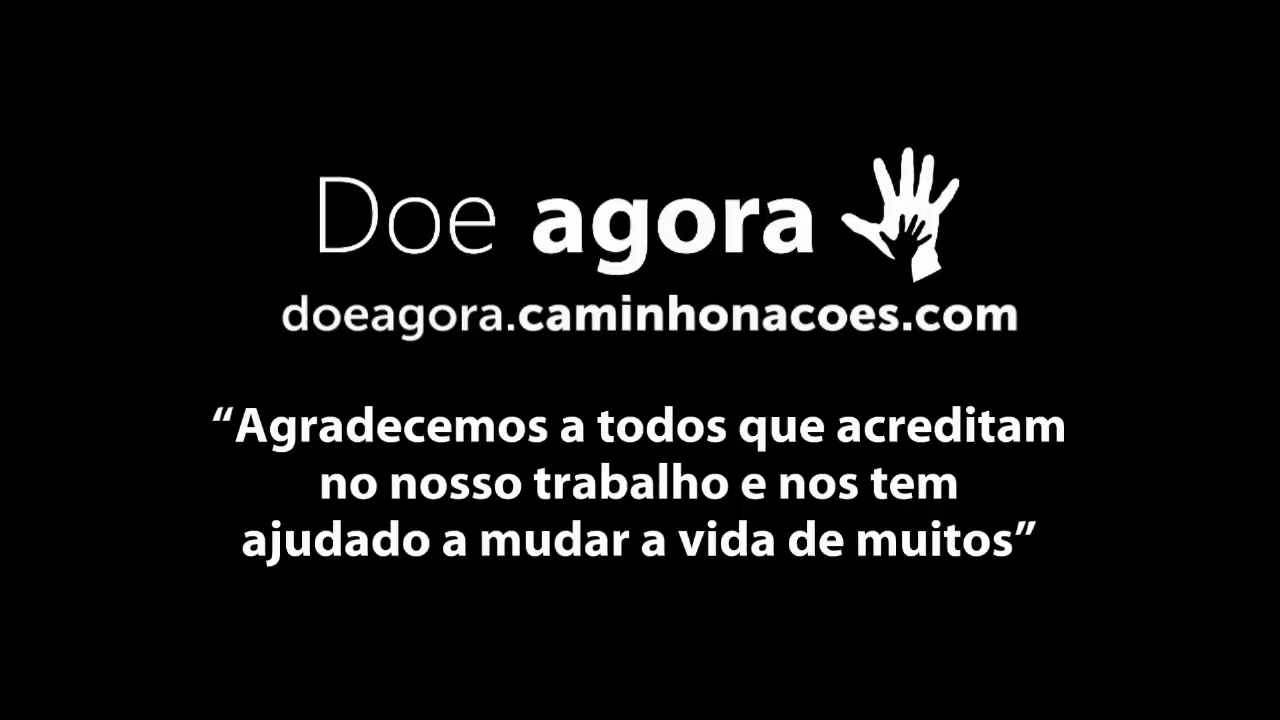 Doe agora
doeagora.caminhonacoes.com
“Agradecemos a todos que acreditam
no nosso trabalho e nos tem
ajudado a mudar a vida de muitos”